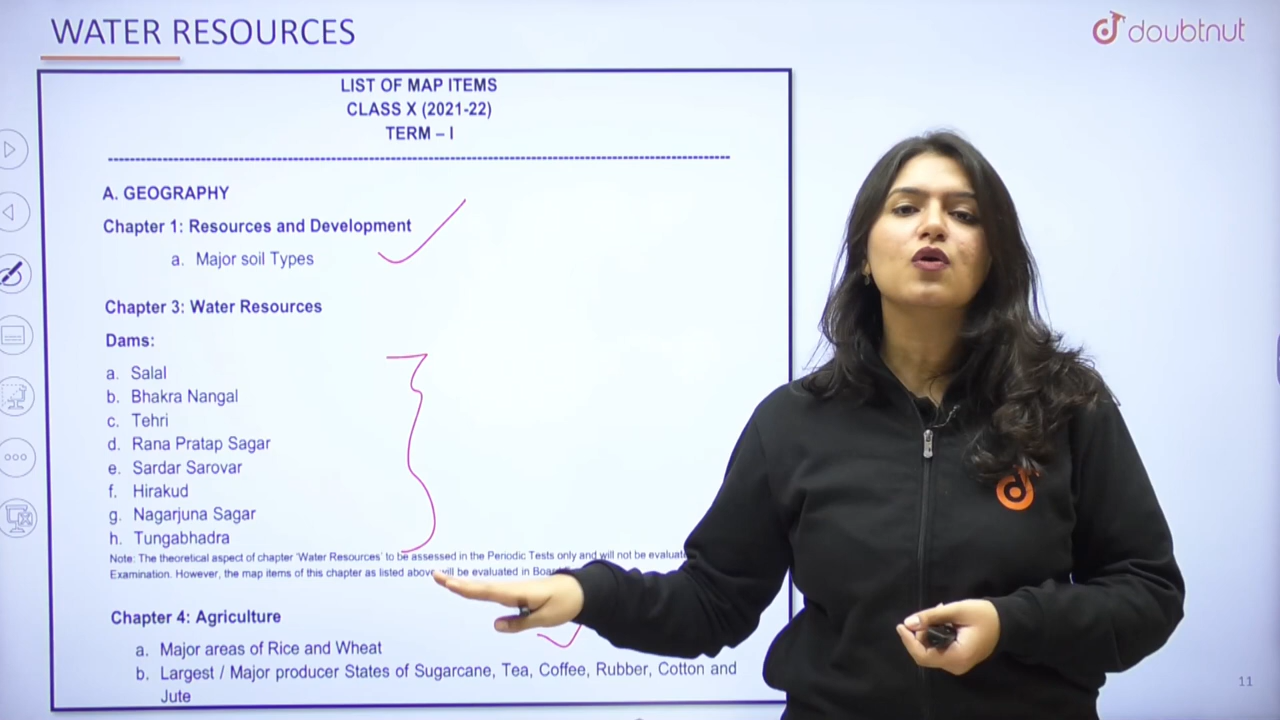 WATER RESOURCES
doubtnut
LIST OF MAP ITEMS
CLASS X (2021-22)
TERM – I
A. GEOGRAPHY
Chapter 1: Resources and Development
a. Major soil Types
Chapter 3: Water Resources
Dams:
a. Salal
b. Bhakra Nangal
c. Tehri
d. Rana Pratap Sagar
e. Sardar Sarovar
f. Hirakud
g. Nagarjuna Sagar
h. Tungabhadra
Note: The theoretical aspect of chapter 'Water Resources' to be assessed in the Periodic Tests only and will not be
Examination. However, the map items of this chapter as listed above will be evaluated in
Chapter 4: Agriculture
a. Major areas of Rice and Wheat
b. Largest / Major producer States of Sugarcane, Tea, Coffee, Rubber, Cotton and
Jute
11